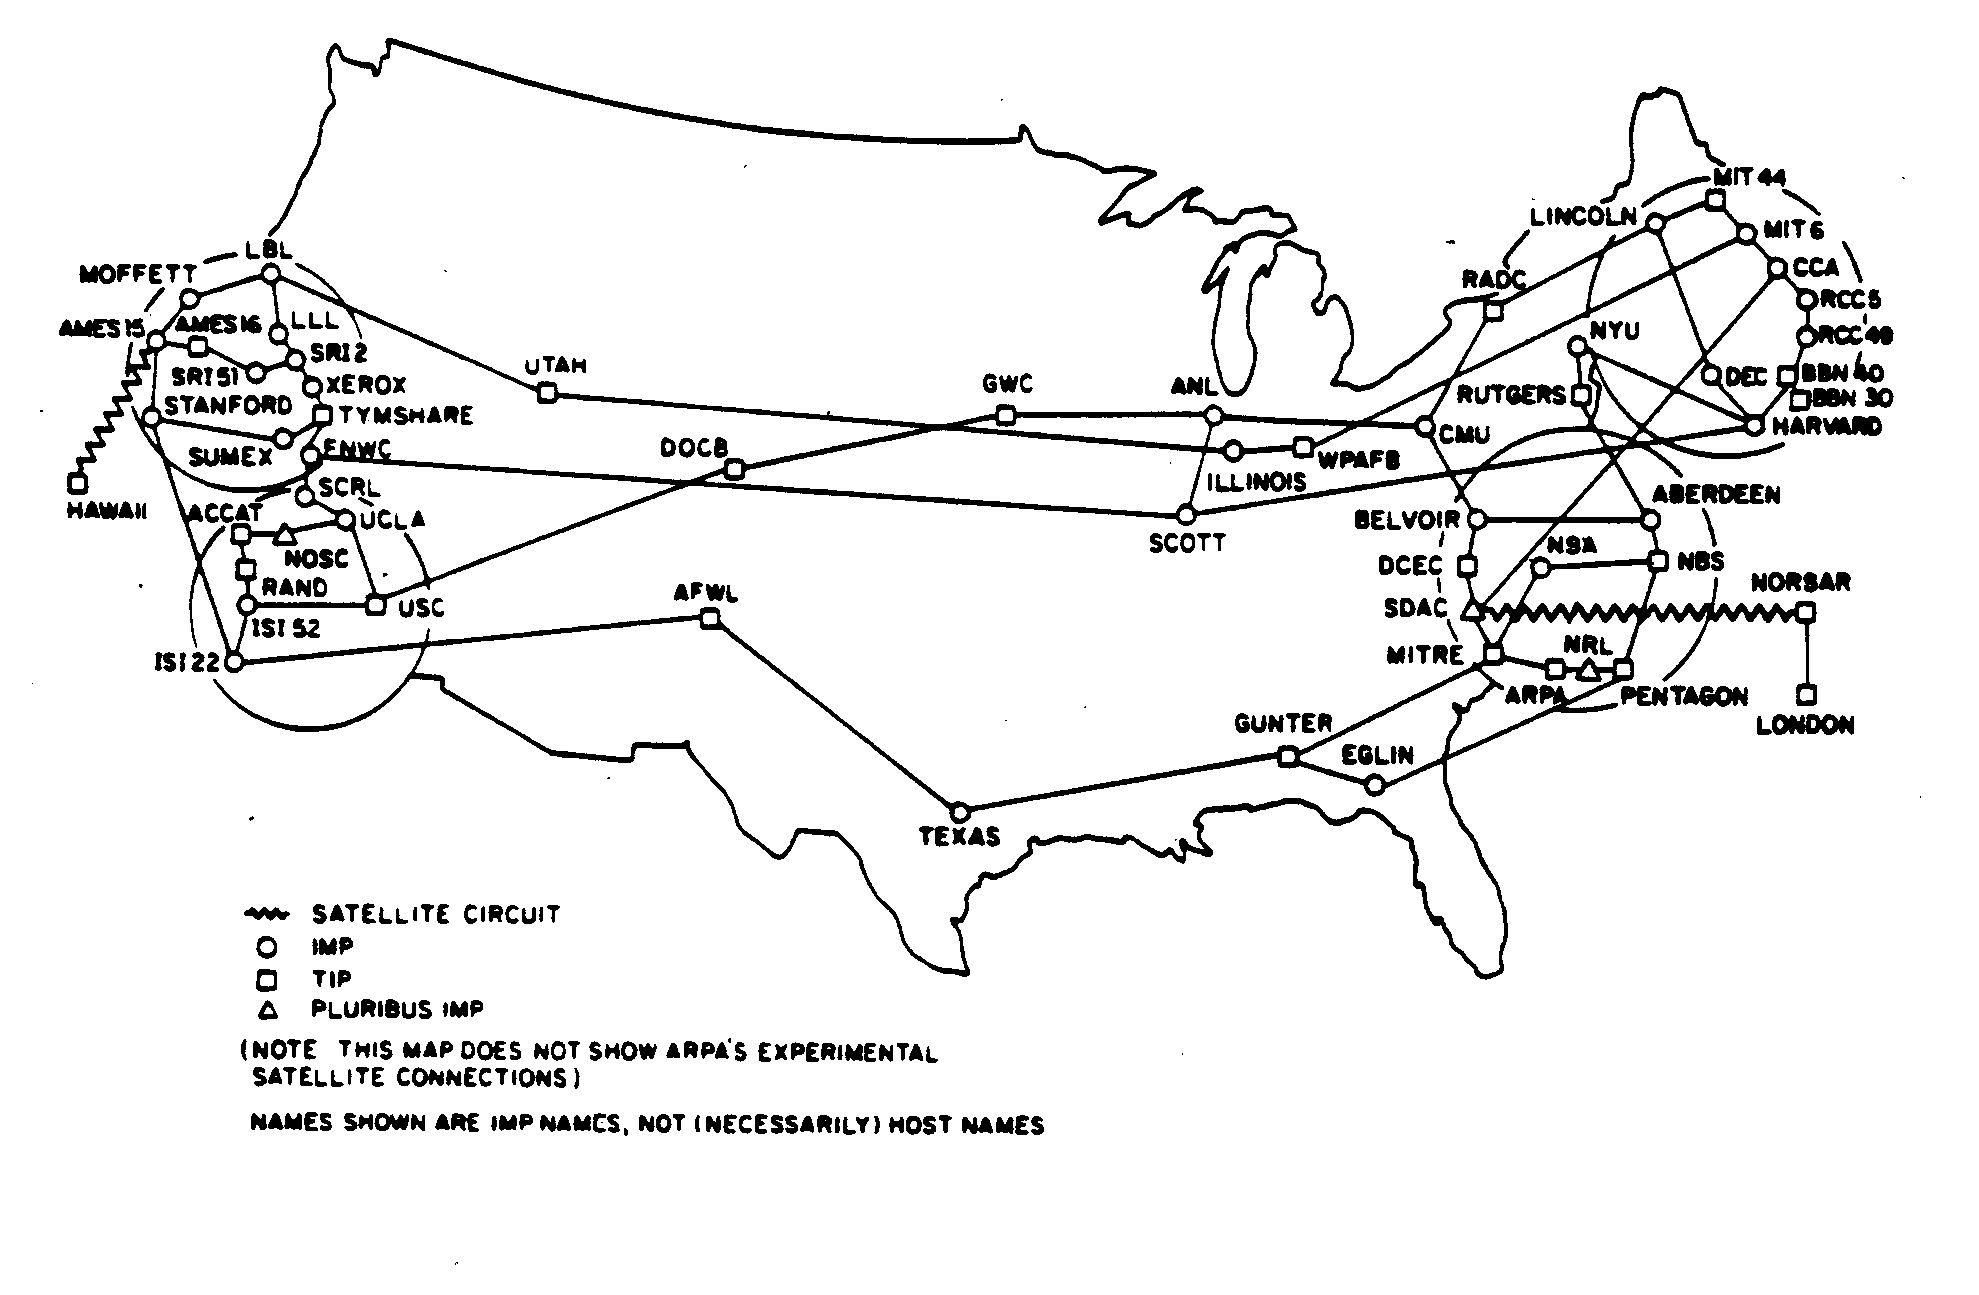 MIT 44
LINCOLN
MIT 6
LBL
MOFFETT
CCA
RADC
RCC 5
AMES 15
AMES 16
LLL
NYU
RCC 49
SRI 2
UTAH
SRI 51
XEROX
GWC
ANL
RUTGERS
DEC
BBN 40
BBN 30
STANFORD
TYMSHARE
HARVARD
CMU
SUMEX
FNWC
DOCB
WPAFB
ILLINOIS
SCRL
ABERDEEN
HAWAII
ACCAT
UCLA
BELVOIR
SCOTT
NSA
NOSC
DCEC
NBS
RAND
NORSAR
AFWL
USC
SDAC
ISI 52
NRL
MITRE
ISI 22
ARPA
PENTAGON
GUNTER
LONDON
EGLIN
TEXAS
SATELLITE CIRCUIT
IMP
TIP
PLURIBUS IMP
(NOTE THIS MAP DOES NOT SHOW ARPA'S EXPERIMENTAL
SATELLITE CONNECTIONS)
NAMES SHOWN ARE IMP NAMES, NOT (NECESSARILY) HOST NAMES